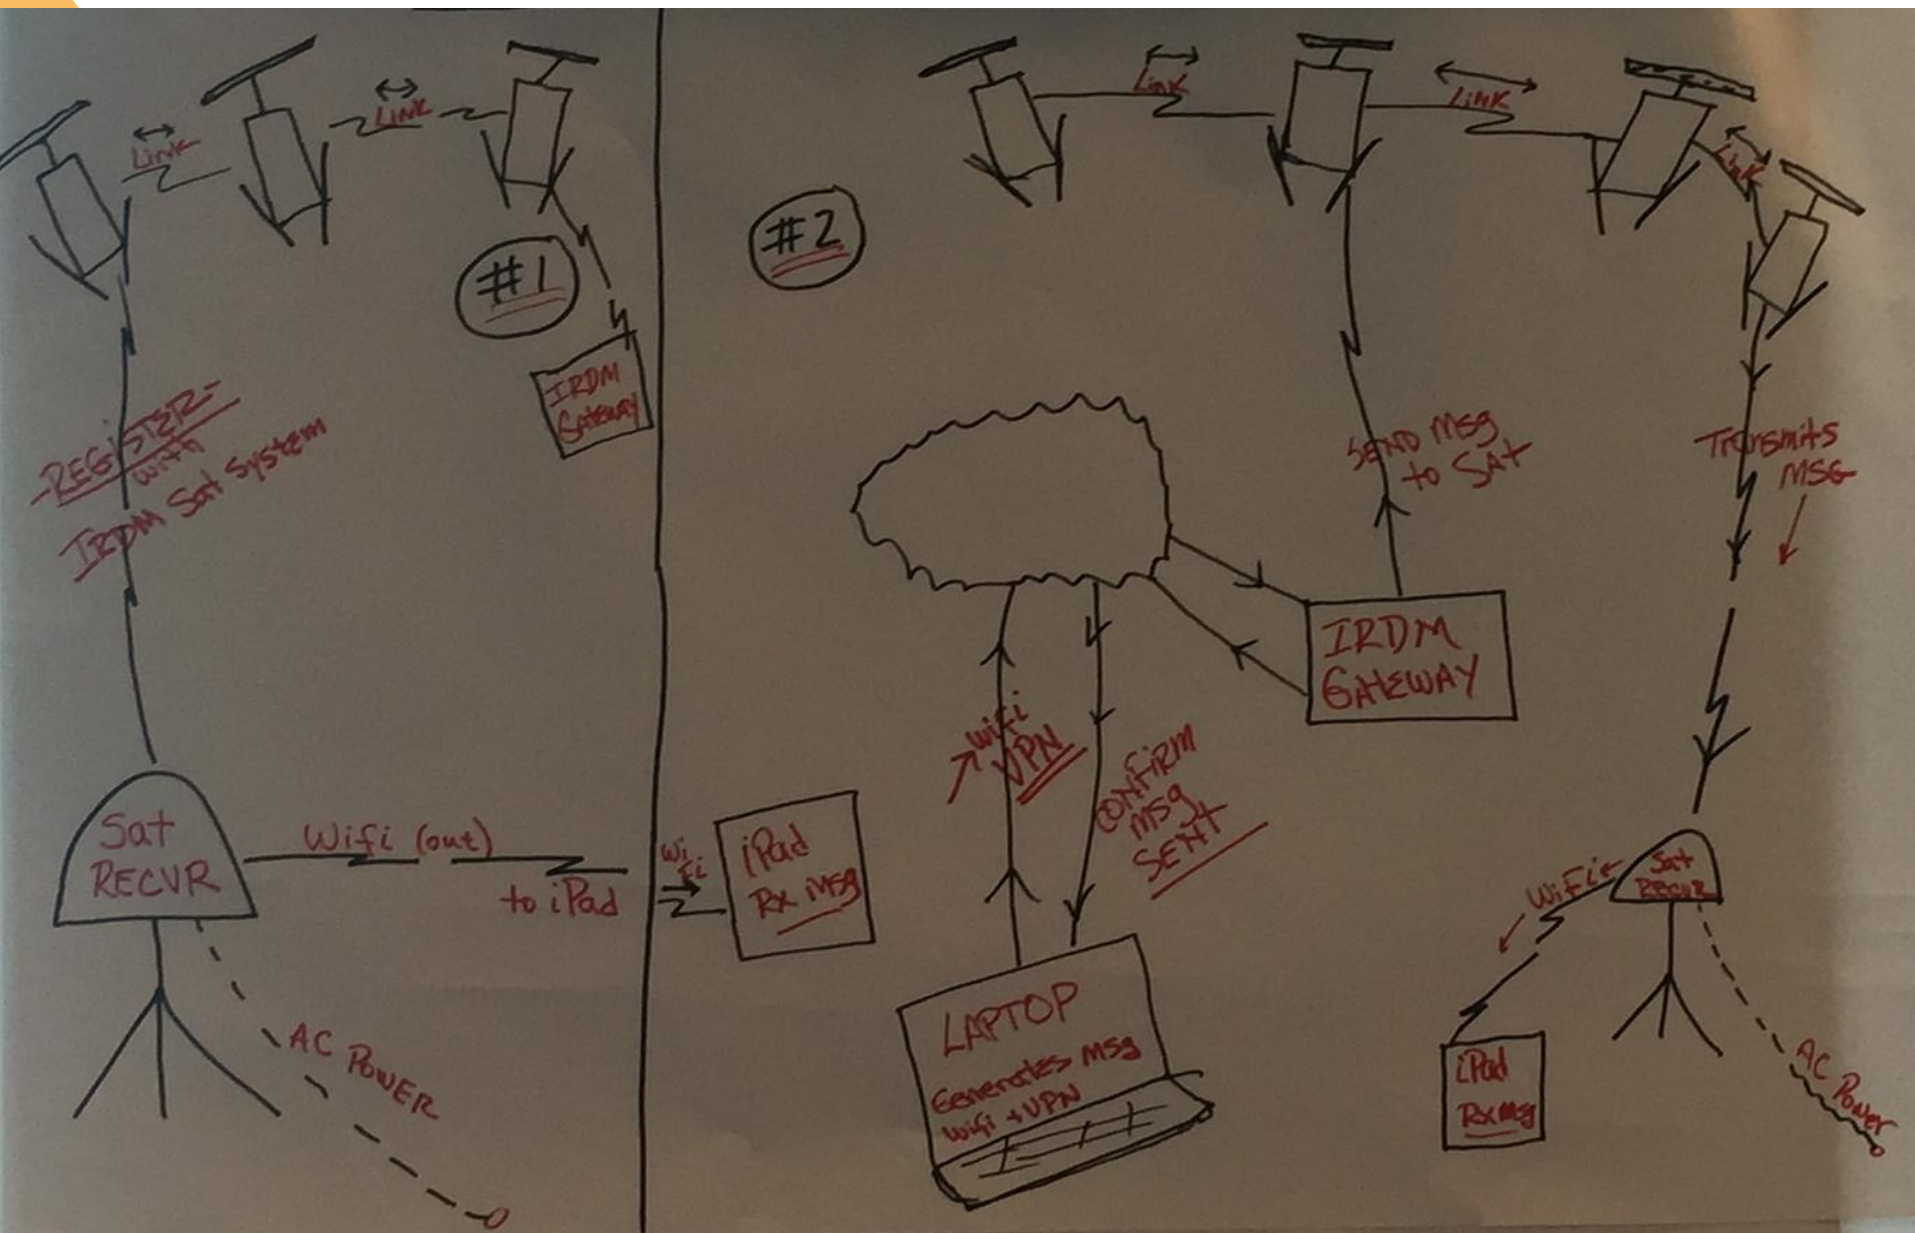 Link
Link
#1
IRDM
GATEWAY
-REGISTER-
with
IRDM Sat System
Sat
RECVR
Wifi (out)
to iPad
AC POWER
Link
Link
Link
#2
SEND Msg
to SAt
Transmits
MSG
IRDM
GATEWAY
wifi
VPN
CONFIRM
MSg
SENT
Wi
Fi
iPad
Rx Msg
LAPTOP
Generates msg
wifi + VPN
Sat
RECVR
WiFi
iPad
Rx Msg
AC Power